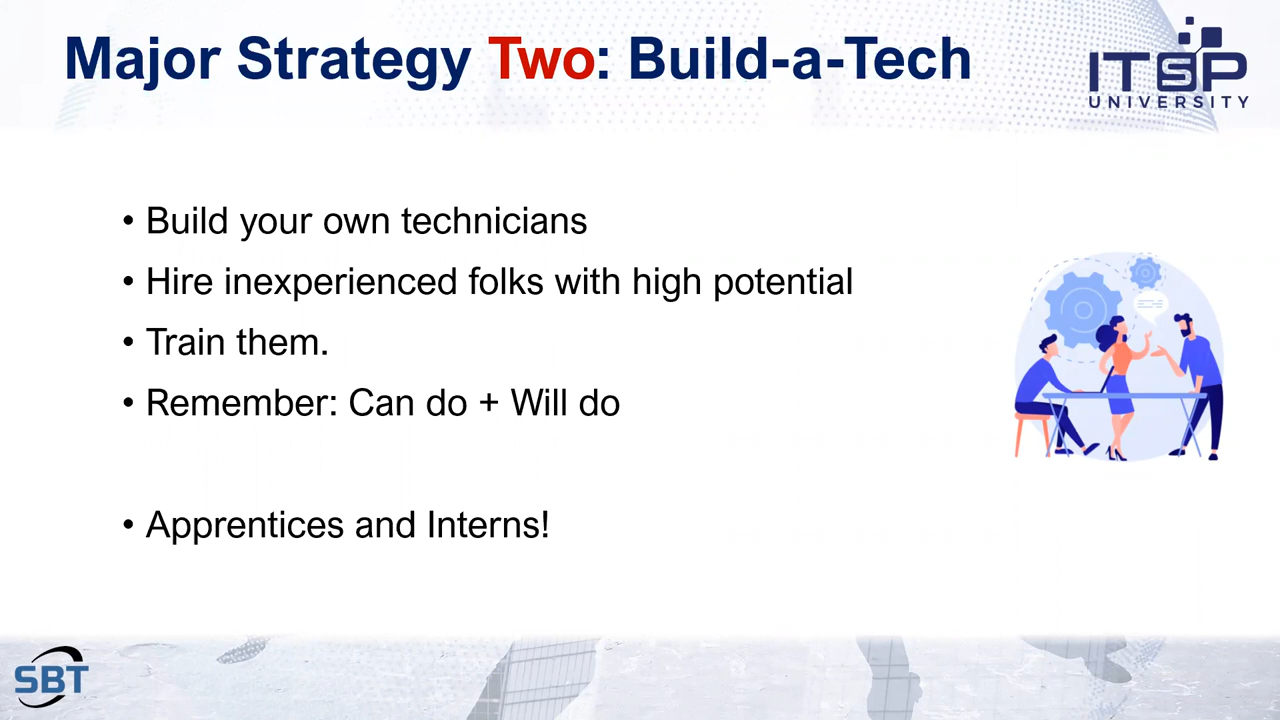 Major Strategy Two: Build-a-Tech
ITSP
UNIVERSITY
• Build your own technicians
• Hire inexperienced folks with high potential
• Train them.
• Remember: Can do + Will do
• Apprentices and Interns!
SBT